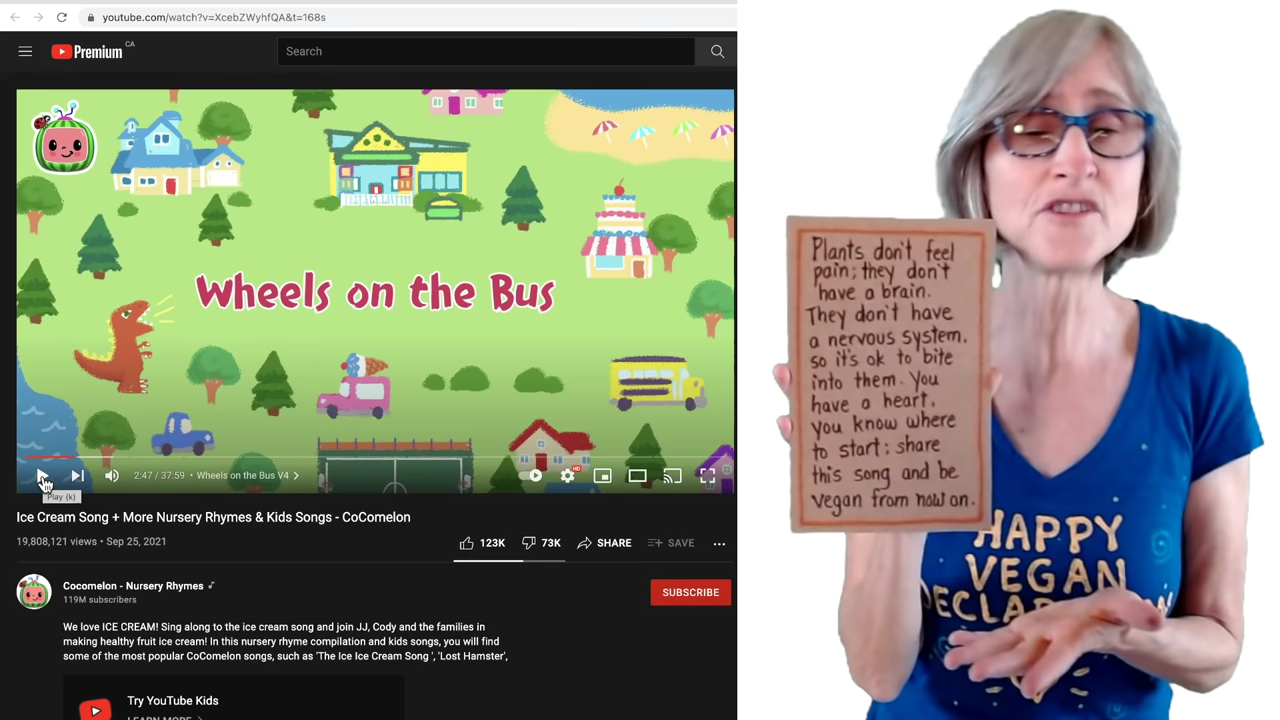 youtube.com/watch?v=XcebZWyhfQA&t=168s
Premium CA
Search
Wheels on the Bus
2:47 / 37:59 • Wheels on the Bus V4
HD
Play (k)
Ice Cream Song + More Nursery Rhymes & Kids Songs - CoComelon
19,808,121 views • Sep 25, 2021
123K
73K
SHARE
SAVE
Cocomelon - Nursery Rhymes
119M subscribers
SUBSCRIBE
We love ICE CREAM! Sing along to the ice cream song and join JJ, Cody and the families in
making healthy fruit ice cream! In this nursery rhyme compilation and kids songs, you will find
some of the most popular CoComelon songs, such as 'The Ice Ice Cream Song ', 'Lost Hamster',
Try YouTube Kids
LEARN MORE
Plants don't feel
pain; they don't
have a brain.
They don't have
a nervous system.
so it's ok to bite
into them. You
have a heart.
you know where
to start: share
this song and be
vegan from now on.
HAPPY
VEGAN